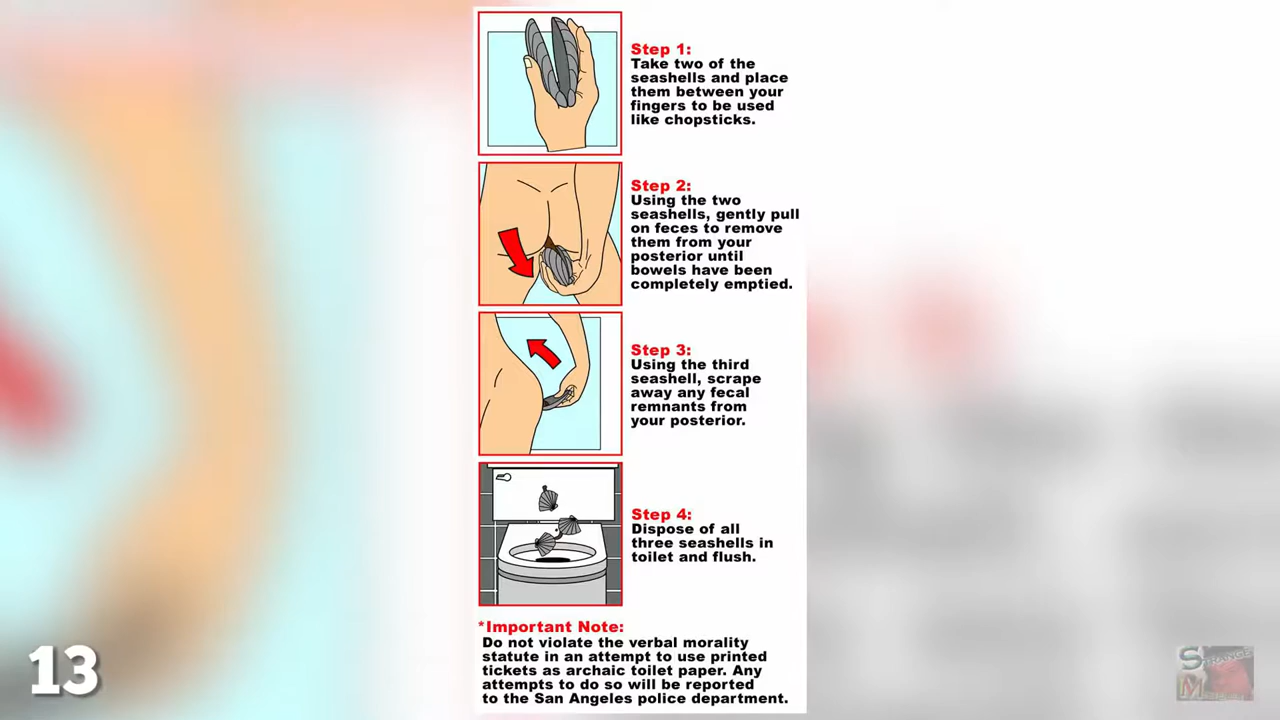 Step 1:
Take two of the
seashells and place
them between your
fingers to be used
like chopsticks.
Step 2:
Using the two
seashells, gently pull
on feces to remove
them from your
posterior until
bowels have been
completely emptied.
Step 3:
Using the third
seashell, scrape
away any fecal
remnants from
your posterior.
Step 4:
Dispose of all
three seashells in
toilet and flush.
*Important Note:
Do not violate the verbal morality
statute in an attempt to use printed
tickets as archaic toilet paper. Any
attempts to do so will be reported
to the San Angeles police department.
13
STRANGE